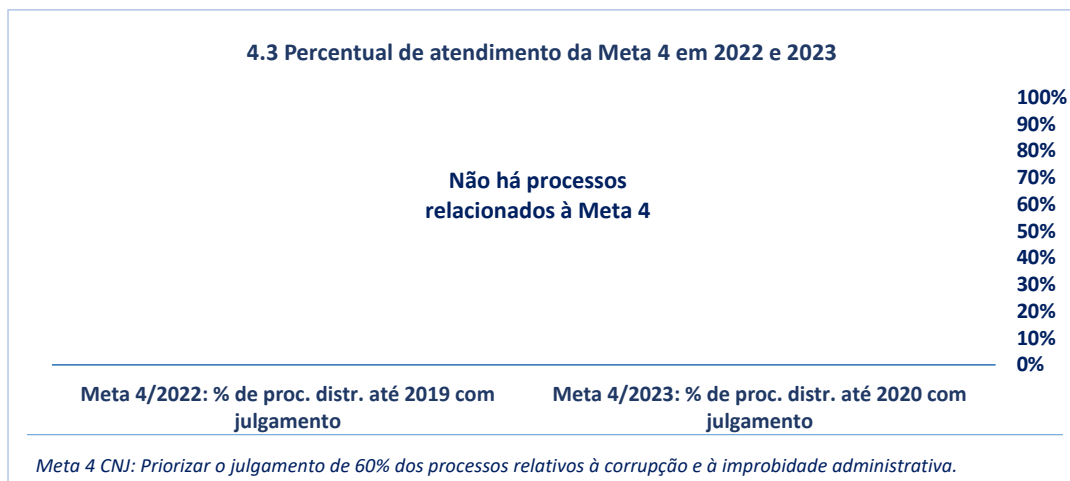 4.3 Percentual de atendimento da Meta 4 em 2022 e 2023
100%
90%
80%
70%
60%
50%
40%
30%
20%
10%
0%
Não há processos
relacionados à Meta 4
Meta 4/2022: % de proc. distr. até 2019 com
julgamento
Meta 4/2023: % de proc. distr. até 2020 com
julgamento
Meta 4 CNJ: Priorizar o julgamento de 60% dos processos relativos à corrupção e à improbidade administrativa.